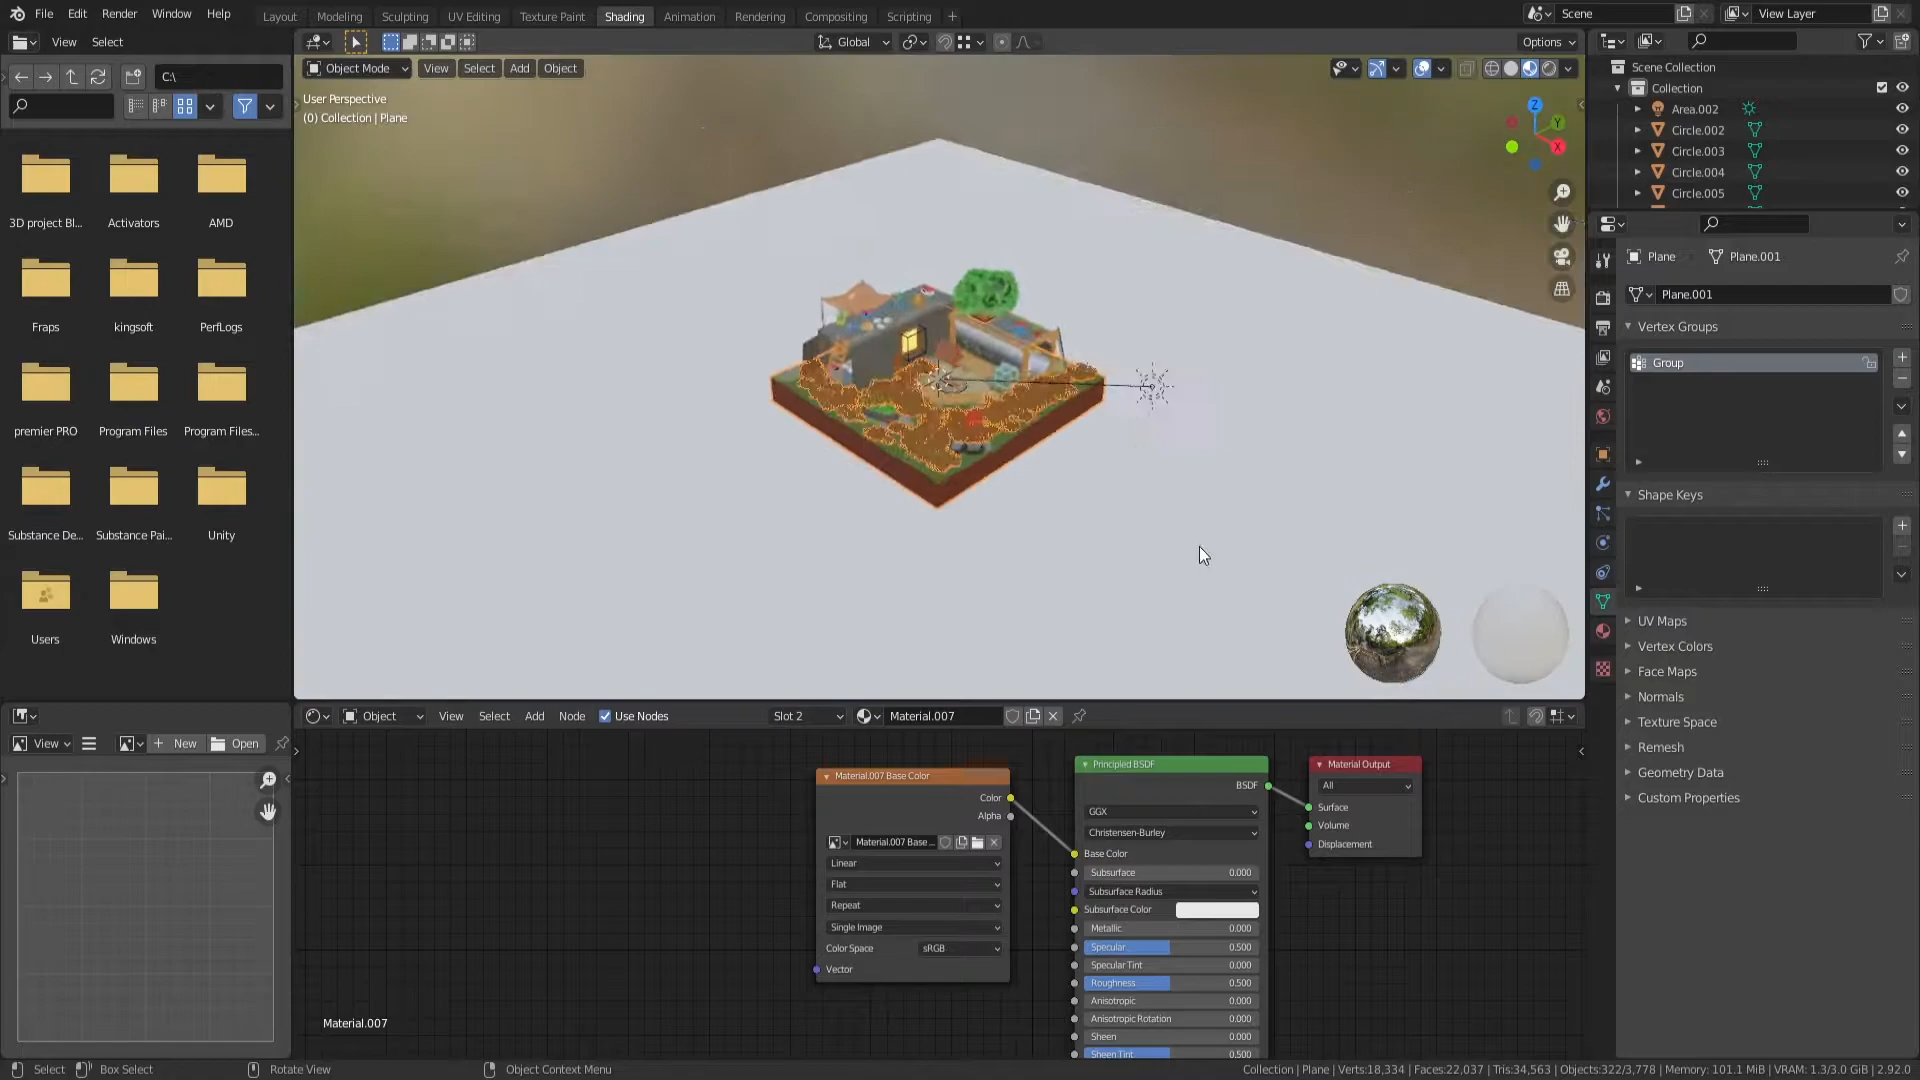 File Edit Render Window Help Layout Modeling Sculpting UV Editing Texture Paint Shading Animation Rendering Compositing Scripting + Scene View Layer
View Select Global Options
C:\
Object Mode View Select Add Object
User Perspective
(0) Collection | Plane
Z
Y
X
3D project Bl... Activators AMD
Fraps kingsoft PerfLogs
premier PRO Program Files Program Files...
Substance De... Substance Pai... Unity
Users Windows
Scene Collection
Collection
Area.002
Circle.002
Circle.003
Circle.004
Circle.005
Plane Plane.001
Plane.001
Vertex Groups
Group
Shape Keys
UV Maps
Vertex Colors
Face Maps
Normals
Texture Space
Remesh
Geometry Data
Custom Properties
View New Open
Object View Select Add Node Use Nodes Slot 2 Material.007
Material.007 Base Color
Color
Alpha
Material.007 Base ...
Linear
Flat
Repeat
Single Image
Color Space sRGB
Vector
Principled BSDF
BSDF
GGX
Christensen-Burley
Base Color
Subsurface 0.000
Subsurface Radius
Subsurface Color
Metallic 0.000
Specular 0.500
Specular Tint 0.000
Roughness 0.500
Anisotropic 0.000
Anisotropic Rotation 0.000
Sheen 0.000
Sheen Tint 0.500
Material Output
All
Surface
Volume
Displacement
Material.007
Select Box Select Rotate View Object Context Menu Collection | Plane | Verts:18,334 | Faces:22,037 | Tris:34,563 | Objects:322/3,778 | Memory: 101.1 MiB | VRAM: 1.3/3.0 GiB | 2.92.0